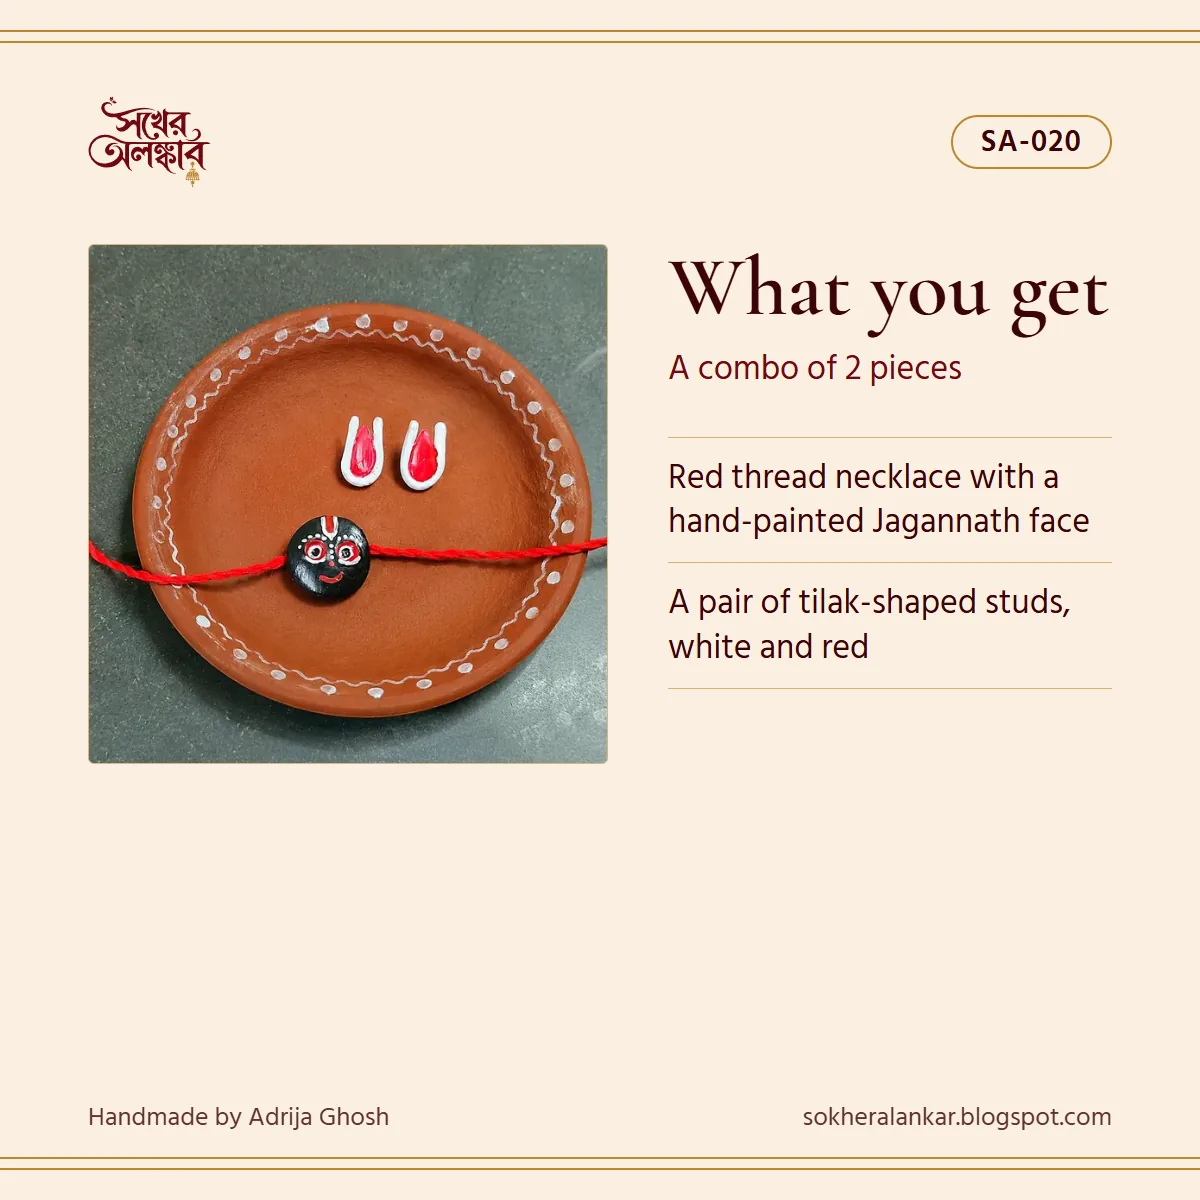 সখের
অলঙ্কার
SA-020
What you get
A combo of 2 pieces
Red thread necklace with a
hand-painted Jagannath face
A pair of tilak-shaped studs,
white and red
Handmade by Adrija Ghosh
sokheralankar.blogspot.com